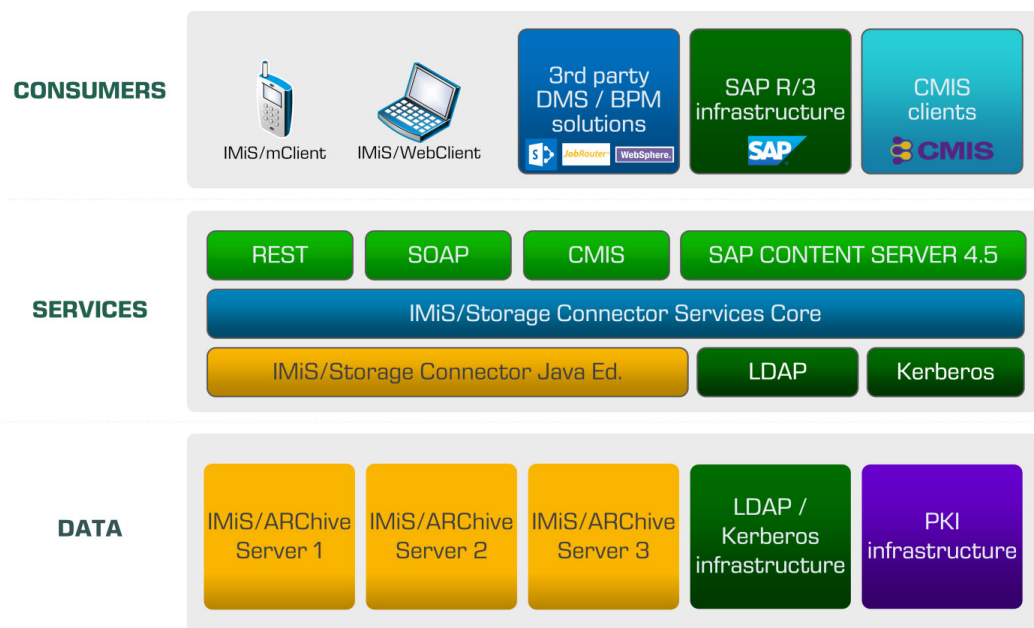 CONSUMERS
IMiS/mClient
IMiS/WebClient
3rd party
DMS / BPM
solutions
S
JobRouter
WebSphere.
SAP R/3
infrastructure
SAP
CMIS
clients
CMIS
SERVICES
REST
SOAP
CMIS
SAP CONTENT SERVER 4.5
IMiS/Storage Connector Services Core
IMiS/Storage Connector Java Ed.
LDAP
Kerberos
DATA
IMiS/ARChive
Server 1
IMiS/ARChive
Server 2
IMiS/ARChive
Server 3
LDAP /
Kerberos
infrastructure
PKI
infrastructure